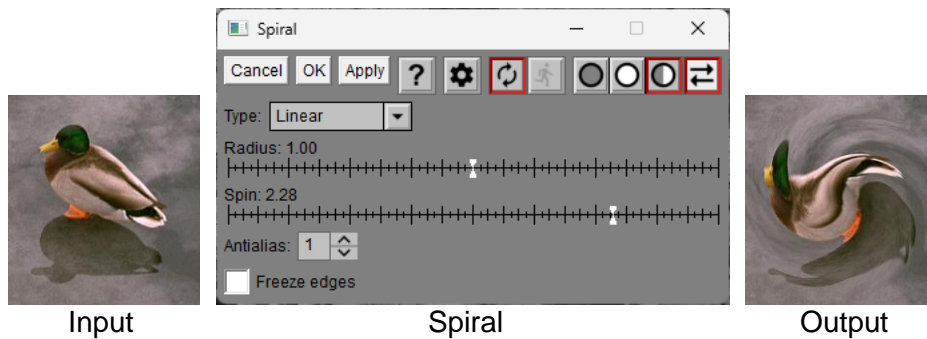 Spiral
Cancel OK Apply ?
Type: Linear
Radius: 1.00
Spin: 2.28
Antialias: 1
Freeze edges
Input Spiral Output